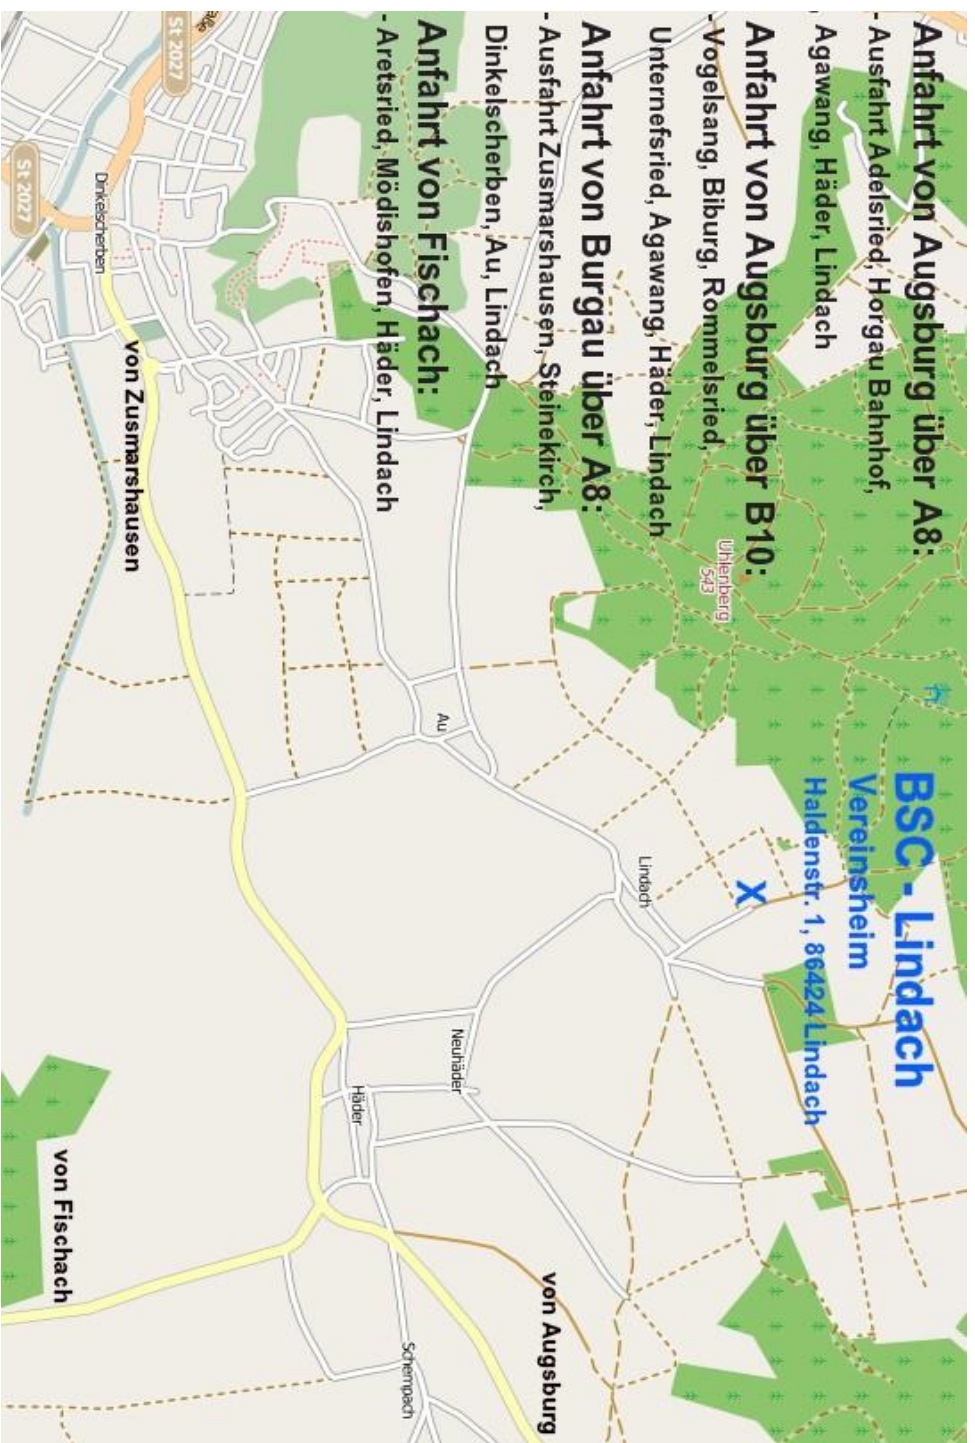 Anfahrt von Augsburg über A8:
- Ausfahrt Adelsried, Horgau Bahnhof,
Agawang, Häder, Lindach
Anfahrt von Augsburg über B10:
- Vogelsang, Biburg, Rommelsried,
Unternefsried, Agawang, Häder, Lindach
Anfahrt von Burgau über A8:
- Ausfahrt Zusmarshausen, Steinekirch,
Dinkelscherben, Au, Lindach
Anfahrt von Fischach:
- Aretsried, Mödishofen, Häder, Lindach
BSC - Lindach
Vereinsheim
Haldenstr. 1, 86424 Lindach
X
Uhlenberg
543
Lindach
Au
Neuhäder
Häder
Schempach
von Augsburg
von Fischach
von Zusmarshausen
Dinkelscherben
St 2027
St 2027